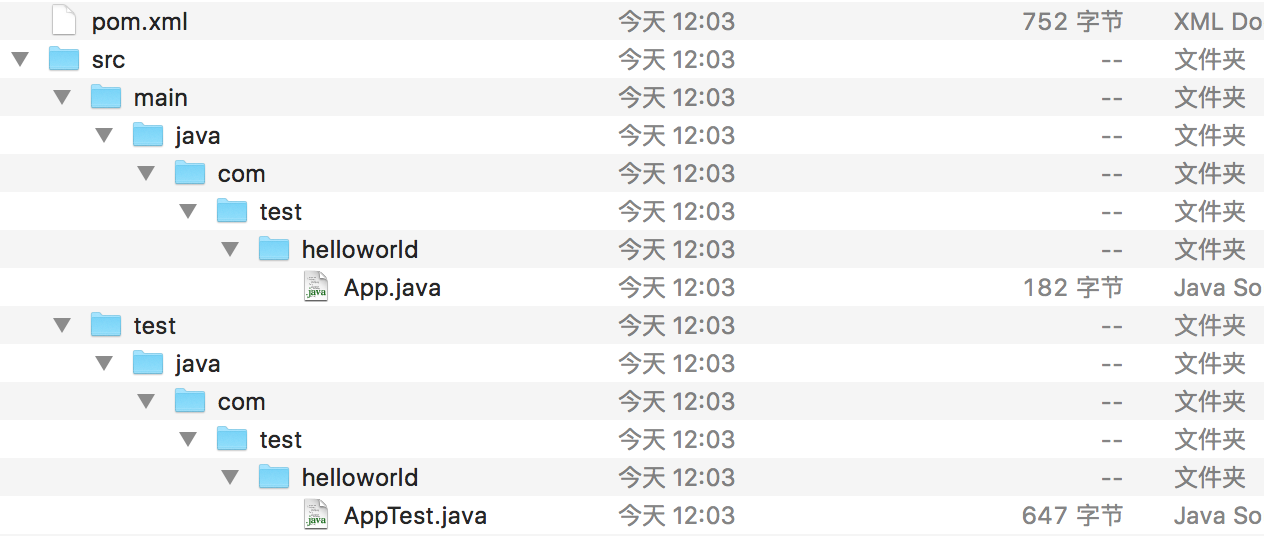 pom.xml 今天 12:03 752 字节 XML Do
src 今天 12:03 -- 文件夹
main 今天 12:03 -- 文件夹
java 今天 12:03 -- 文件夹
com 今天 12:03 -- 文件夹
test 今天 12:03 -- 文件夹
helloworld 今天 12:03 -- 文件夹
App.java 今天 12:03 182 字节 Java So
test 今天 12:03 -- 文件夹
java 今天 12:03 -- 文件夹
com 今天 12:03 -- 文件夹
test 今天 12:03 -- 文件夹
helloworld 今天 12:03 -- 文件夹
AppTest.java 今天 12:03 647 字节 Java So